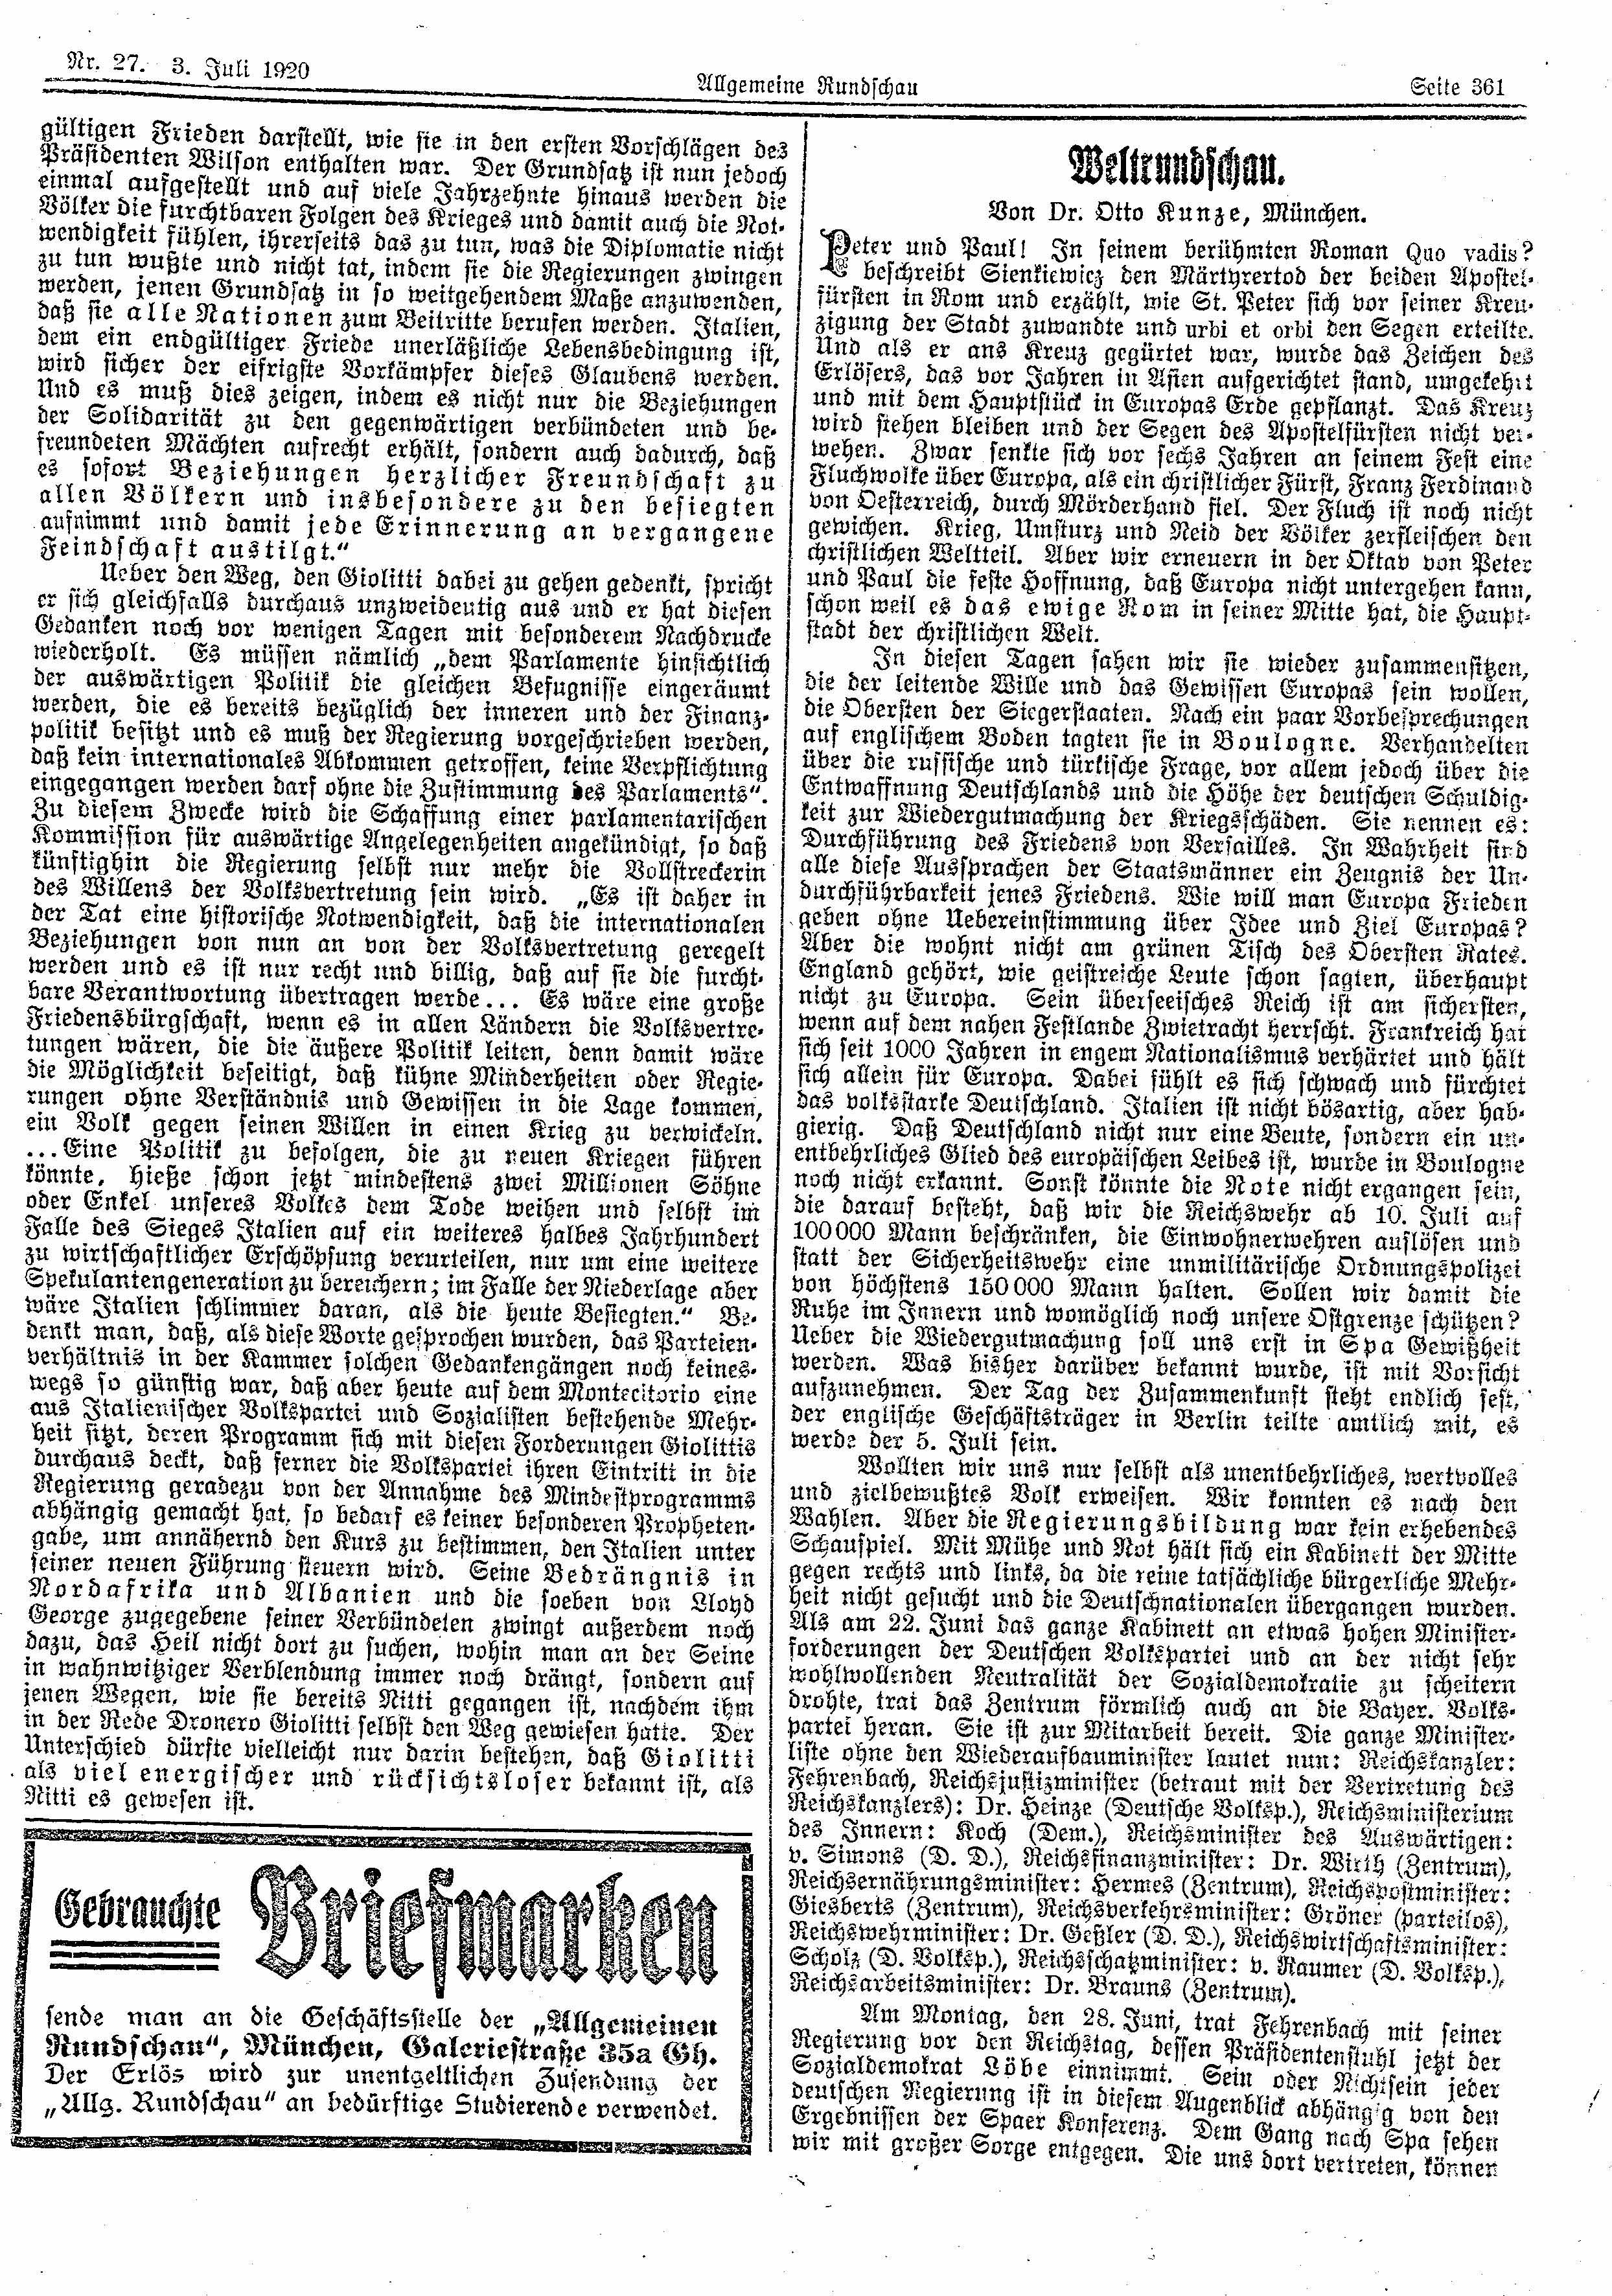 Nr. 27. 3. Juli 1920
Allgemeine Rundschau
Seite 361
gültigen Frieden darstellt, wie sie in den ersten Vorschlägen des
Präsidenten Wilson enthalten war. Der Grundsatz ist nun jedoch
einmal aufgestellt und auf viele Jahrzehnte hinaus werden die
Völker die furchtbaren Folgen des Krieges und damit auch die Not-
wendigkeit fühlen, ihrerseits das zu tun, was die Diplomatie nicht
zu tun wußte und nicht tat, indem sie die Regierungen zwingen
werden, jenen Grundsatz in so weitgehendem Maße anzuwenden,
daß sie alle Nationen zum Beitritte berufen werden. Italien,
dem ein endgültiger Friede unerläßliche Lebensbedingung ist,
wird sicher der eifrigste Vorkämpfer dieses Glaubens werden.
Und es muß dies zeigen, indem es nicht nur die Beziehungen
der Solidarität zu den gegenwärtigen verbündeten und be-
freundeten Mächten aufrecht erhält, sondern auch dadurch, daß
es sofort Beziehungen herzlicher Freundschaft zu
allen Völkern und insbesondere zu den besiegten
aufnimmt und damit jede Erinnerung an vergangene
Feindschaft austilgt.“
Ueber den Weg, den Giolitti dabei zu gehen gedenkt, spricht
er sich gleichfalls durchaus unzweideutig aus und er hat diesen
Gedanken noch vor wenigen Tagen mit besonderem Nachdrucke
wiederholt. Es müssen nämlich „dem Parlamente hinsichtlich
der auswärtigen Politik die gleichen Befugnisse eingeräumt
werden, die es bereits bezüglich der inneren und der Finanz-
politik besitzt und es muß der Regierung vorgeschrieben werden,
daß kein internationales Abkommen getroffen, keine Verpflichtung
eingegangen werden darf ohne die Zustimmung des Parlaments“.
Zu diesem Zwecke wird die Schaffung einer parlamentarischen
Kommission für auswärtige Angelegenheiten angekündigt, so daß
künftighin die Regierung selbst nur mehr die Vollstreckerin
des Willens der Volksvertretung sein wird. „Es ist daher in
der Tat eine historische Notwendigkeit, daß die internationalen
Beziehungen von nun an von der Volksvertretung geregelt
werden und es ist nur recht und billig, daß auf sie die furcht-
bare Verantwortung übertragen werde... Es wäre eine große
Friedensbürgschaft, wenn es in allen Ländern die Volksvertre-
tungen wären, die die äußere Politik leiten, denn damit wäre
die Möglichkeit beseitigt, daß kühne Minderheiten oder Regie-
rungen ohne Verständnis und Gewissen in die Lage kommen,
ein Volk gegen seinen Willen in einen Krieg zu verwickeln.
...Eine Politik zu befolgen, die zu neuen Kriegen führen
könnte, hieße schon jetzt mindestens zwei Millionen Söhne
oder Enkel unseres Volkes dem Tode weihen und selbst im
Falle des Sieges Italien auf ein weiteres halbes Jahrhundert
zu wirtschaftlicher Erschöpfung verurteilen, nur um eine weitere
Spekulantengeneration zu bereichern; im Falle der Niederlage aber
wäre Italien schlimmer daran, als die heute Besiegten.“ Be-
denkt man, daß, als diese Worte gesprochen wurden, das Parteien-
verhältnis in der Kammer solchen Gedankengängen noch keines-
wegs so günstig war, daß aber heute auf dem Montecitorio eine
aus Italienischer Volkspartei und Sozialisten bestehende Mehr-
heit sitzt, deren Programm sich mit diesen Forderungen Giolittis
durchaus deckt, daß ferner die Volkspartei ihren Eintritt in die
Regierung geradezu von der Annahme des Mindestprogramms
abhängig gemacht hat, so bedarf es keiner besonderen Propheten-
gabe, um annähernd den Kurs zu bestimmen, den Italien unter
seiner neuen Führung steuern wird. Seine Bedrängnis in
Nordafrika und Albanien und die soeben von Lloyd
George zugegebene seiner Verbündeten zwingt außerdem noch
dazu, das Heil nicht dort zu suchen, wohin man an der Seine
in wahnwitziger Verblendung immer noch drängt, sondern auf
jenen Wegen, wie sie bereits Nitti gegangen ist, nachdem ihm
in der Rede Dronero Giolitti selbst den Weg gewiesen hatte. Der
Unterschied dürfte vielleicht nur darin bestehen, daß Giolitti
als viel energischer und rücksichtsloser bekannt ist, als
Nitti es gewesen ist.
Gebrauchte Briefmarken
sende man an die Geschäftsstelle der „Allgemeinen
Rundschau“, München, Galeriestraße 35a Gh.
Der Erlös wird zur unentgeltlichen Zusendung der
„Allg. Rundschau“ an bedürftige Studierende verwendet.
Weltrundschau.
Von Dr. Otto Kunze, München.
Peter und Paul! In seinem berühmten Roman Quo vadis?
beschreibt Sienkiewicz den Märtyrertod der beiden Apostel-
fürsten in Rom und erzählt, wie St. Peter sich vor seiner Kreu-
zigung der Stadt zuwandte und urbi et orbi den Segen erteilte.
Und als er ans Kreuz gegürtet war, wurde das Zeichen des
Erlösers, das vor Jahren in Asien aufgerichtet stand, umgekehrt
und mit dem Hauptstück in Europas Erde gepflanzt. Das Kreuz
wird stehen bleiben und der Segen des Apostelfürsten nicht ver-
wehen. Zwar senkte sich vor sechs Jahren an seinem Fest eine
Fluchwolke über Europa, als ein christlicher Fürst, Franz Ferdinand
von Oesterreich, durch Mörderhand fiel. Der Fluch ist noch nicht
gewichen. Krieg, Umsturz und Neid der Völker zerfleischen den
christlichen Weltteil. Aber wir erneuern in der Oktav von Peter
und Paul die feste Hoffnung, daß Europa nicht untergehen kann,
schon weil es das ewige Rom in seiner Mitte hat, die Haupt-
stadt der christlichen Welt.
In diesen Tagen sahen wir sie wieder zusammensitzen,
die der leitende Wille und das Gewissen Europas sein wollen,
die Obersten der Siegerstaaten. Nach ein paar Vorbesprechungen
auf englischem Boden tagten sie in Boulogne. Verhandelten
über die russische und türkische Frage, vor allem jedoch über die
Entwaffnung Deutschlands und die Höhe der deutschen Schuldig-
keit zur Wiedergutmachung der Kriegsschäden. Sie nennen es:
Durchführung des Friedens von Versailles. In Wahrheit sind
alle diese Aussprachen der Staatsmänner ein Zeugnis der Un-
durchführbarkeit jenes Friedens. Wie will man Europa Frieden
geben ohne Uebereinstimmung über Idee und Ziel Europas?
Aber die wohnt nicht am grünen Tisch des Obersten Rates.
England gehört, wie geistreiche Leute schon sagten, überhaupt
nicht zu Europa. Sein überseeisches Reich ist am sichersten,
wenn auf dem nahen Festlande Zwietracht herrscht. Frankreich hat
sich seit 1000 Jahren in engem Nationalismus verhärtet und hält
sich allein für Europa. Dabei fühlt es sich schwach und fürchtet
das volksstarke Deutschland. Italien ist nicht bösartig, aber hab-
gierig. Daß Deutschland nicht nur eine Beute, sondern ein un-
entbehrliches Glied des europäischen Leibes ist, wurde in Boulogne
noch nicht erkannt. Sonst könnte die Note nicht ergangen sein,
die darauf besteht, daß wir die Reichswehr ab 10. Juli auf
100000 Mann beschränken, die Einwohnerwehren auflösen und
statt der Sicherheitswehr eine unmilitärische Ordnungspolizei
von höchstens 150000 Mann halten. Sollen wir damit die
Ruhe im Innern und womöglich noch unsere Ostgrenze schützen?
Ueber die Wiedergutmachung soll uns erst in Spa Gewißheit
werden. Was bisher darüber bekannt wurde, ist mit Vorsicht
aufzunehmen. Der Tag der Zusammenkunft steht endlich fest,
der englische Geschäftsträger in Berlin teilte amtlich mit, es
werde der 5. Juli sein.
Wollten wir uns nur selbst als unentbehrliches, wertvolles
und zielbewußtes Volk erweisen. Wir konnten es nach den
Wahlen. Aber die Regierungsbildung war kein erhebendes
Schauspiel. Mit Mühe und Not hält sich ein Kabinett der Mitte
gegen rechts und links, da die reine tatsächliche bürgerliche Mehr-
heit nicht gesucht und die Deutschnationalen übergangen wurden.
Als am 22. Juni das ganze Kabinett an etwas hohen Minister-
forderungen der Deutschen Volkspartei und an der nicht sehr
wohlwollenden Neutralität der Sozialdemokratie zu scheitern
drohte, trat das Zentrum förmlich auch an die Bayer. Volks-
partei heran. Sie ist zur Mitarbeit bereit. Die ganze Minister-
liste ohne den Wiederaufbauminister lautet nun: Reichskanzler:
Fehrenbach, Reichsjustizminister (betraut mit der Vertretung des
Reichskanzlers): Dr. Heinze (Deutsche Volksp.), Reichsministerium
des Innern: Koch (Dem.), Reichsminister des Auswärtigen:
v. Simons (D. D.), Reichsfinanzminister: Dr. Wirth (Zentrum),
Reichsernährungsminister: Hermes (Zentrum), Reichspostminister:
Giesberts (Zentrum), Reichsverkehrsminister: Gröner (parteilos),
Reichswehrminister: Dr. Geßler (D. D.), Reichswirtschaftsminister:
Scholz (D. Volksp.), Reichsschatzminister: v. Raumer (D. Volksp.),
Reichsarbeitsminister: Dr. Brauns (Zentrum).
Am Montag, den 28. Juni, trat Fehrenbach mit seiner
Regierung vor den Reichstag, dessen Präsidentenstuhl jetzt der
Sozialdemokrat Löbe einnimmt. Sein oder Nichtsein jeder
deutschen Regierung ist in diesem Augenblick abhängig von den
Ergebnissen der Spaer Konferenz. Dem Gang nach Spa sehen
wir mit großer Sorge entgegen. Die uns dort vertreten, können